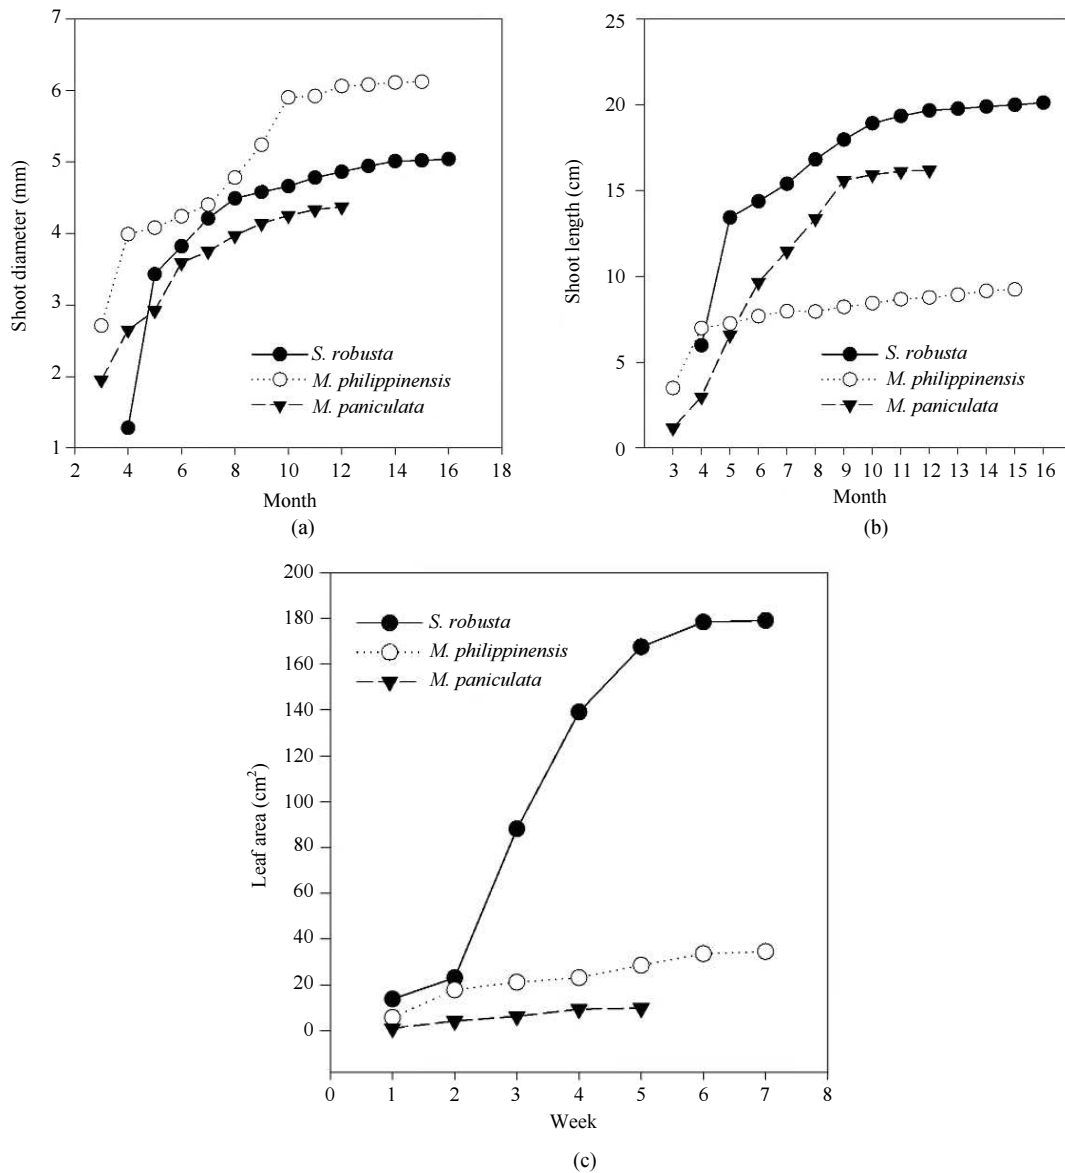 7
6
5
4
3
2
1
Shoot diameter (mm)
S. robusta
M. philippinensis
M. paniculata
2 4 6 8 10 12 14 16 18
Month
(a)
25
20
15
10
5
0
Shoot length (cm)
S. robusta
M. philippinensis
M. paniculata
3 4 5 6 7 8 9 10 11 12 13 14 15 16
Month
(b)
200
180
160
140
120
100
80
60
40
20
0
Leaf area (cm²)
S. robusta
M. philippinensis
M. paniculata
0 1 2 3 4 5 6 7 8
Week
(c)